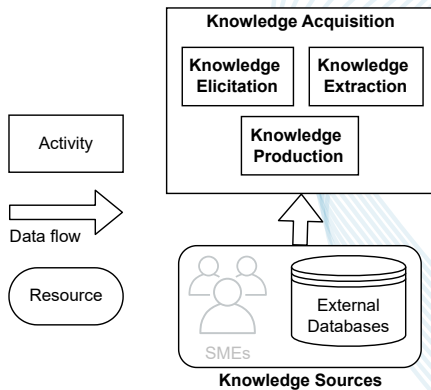 Knowledge Acquisition
Knowledge
Elicitation
Knowledge
Extraction
Knowledge
Production
Activity
Data flow
Resource
SMEs
External
Databases
Knowledge Sources